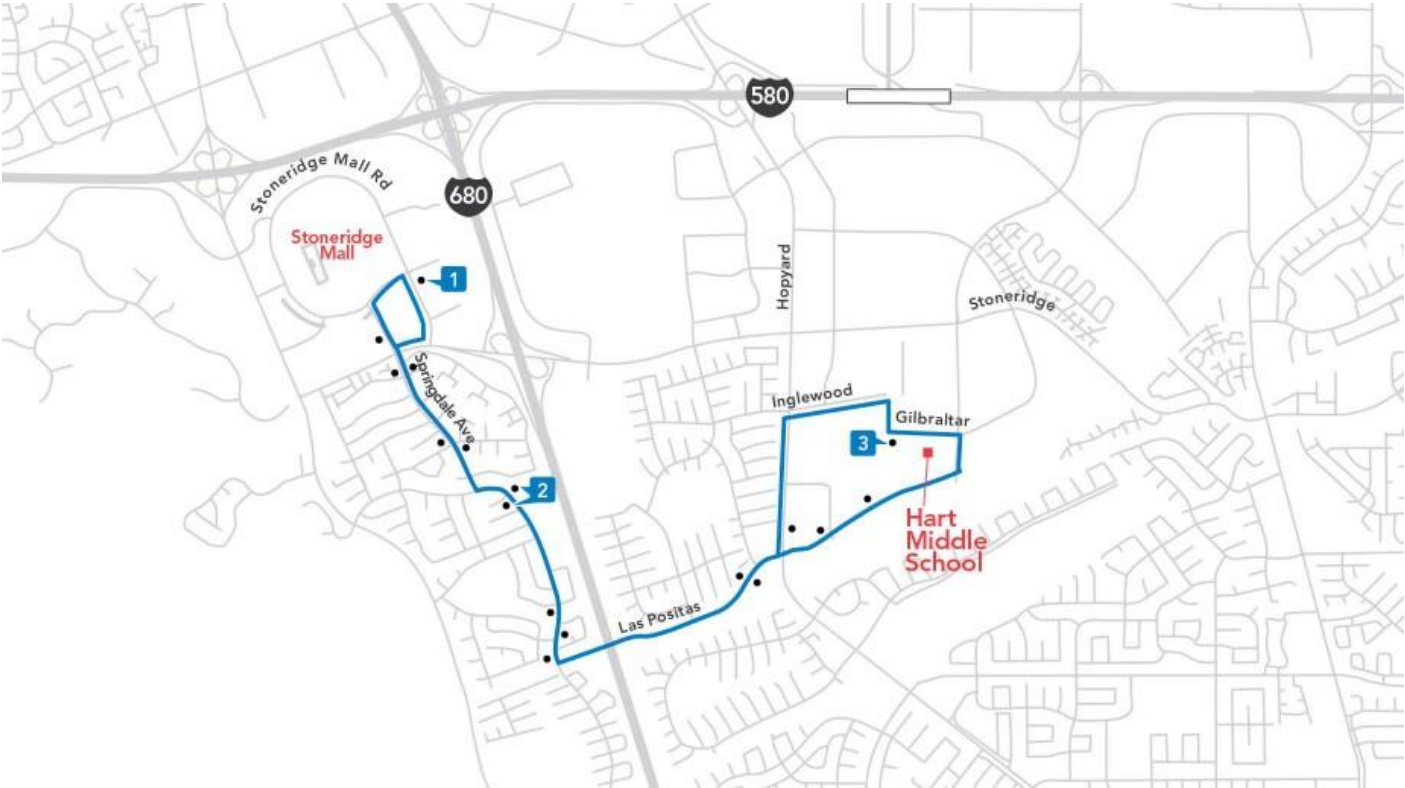 580
Stoneridge Mall Rd
680
Stoneridge
Mall
1
Hopyard
Stoneridge
Springdale Ave
Inglewood
Gilbraltar
3
2
Hart
Middle
School
Las Positas